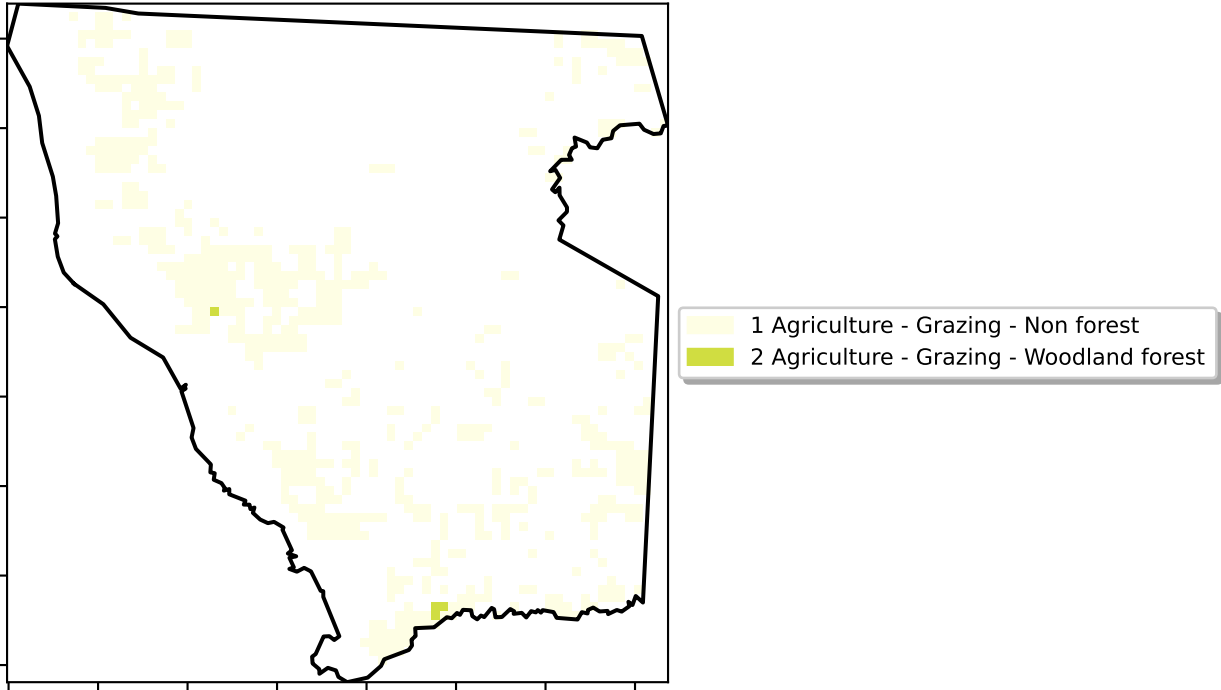 1 Agriculture - Grazing - Non forest
2 Agriculture - Grazing - Woodland forest